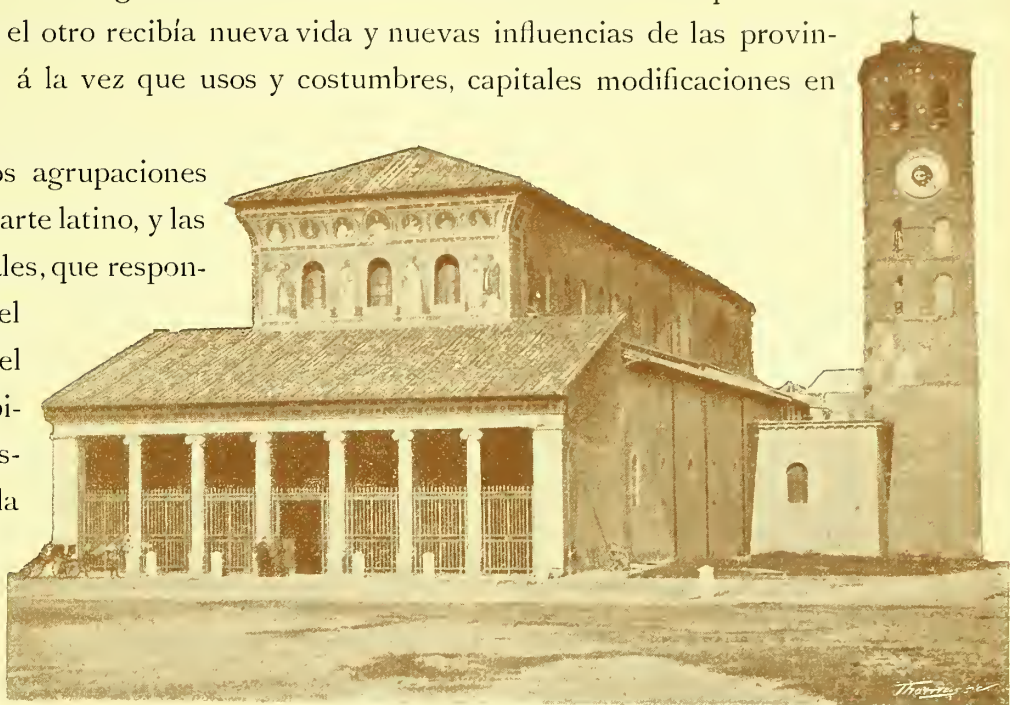 el otro recibía nueva vida y nuevas influencias de las provin-
á la vez que usos y costumbres, capitales modificaciones en
os agrupaciones
arte latino, y las
les, que respon-
el
el
pi-
s-
la
Thomas